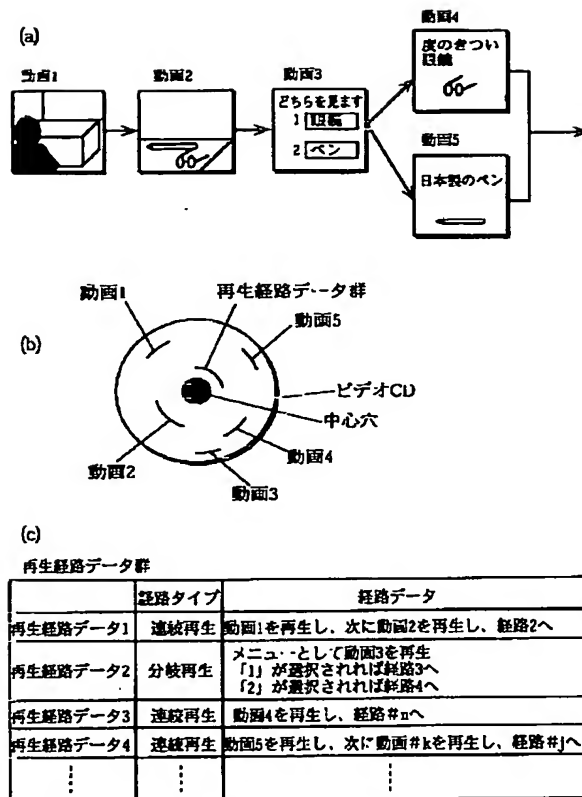 (a)
動画1
動画2
動画3
どちらを見ます
1 眼鏡
2 ペン
動画4
度のきつい
眼鏡
動画5
日本製のペン
(b)
動画1
再生経路データ群
動画5
ビデオCD
中心穴
動画4
動画3
動画2
(c)
再生経路データ群
経路タイプ 経路データ
再生経路データ1 連続再生 動画1を再生し、次に動画2を再生し、経路2へ
再生経路データ2 分岐再生 メニューとして動画3を再生
「1」が選択されれば経路3へ
「2」が選択されれば経路4へ
再生経路データ3 連続再生 動画4を再生し、経路#nへ
再生経路データ4 連続再生 動画5を再生し、次に動画#kを再生し、経路#jへ